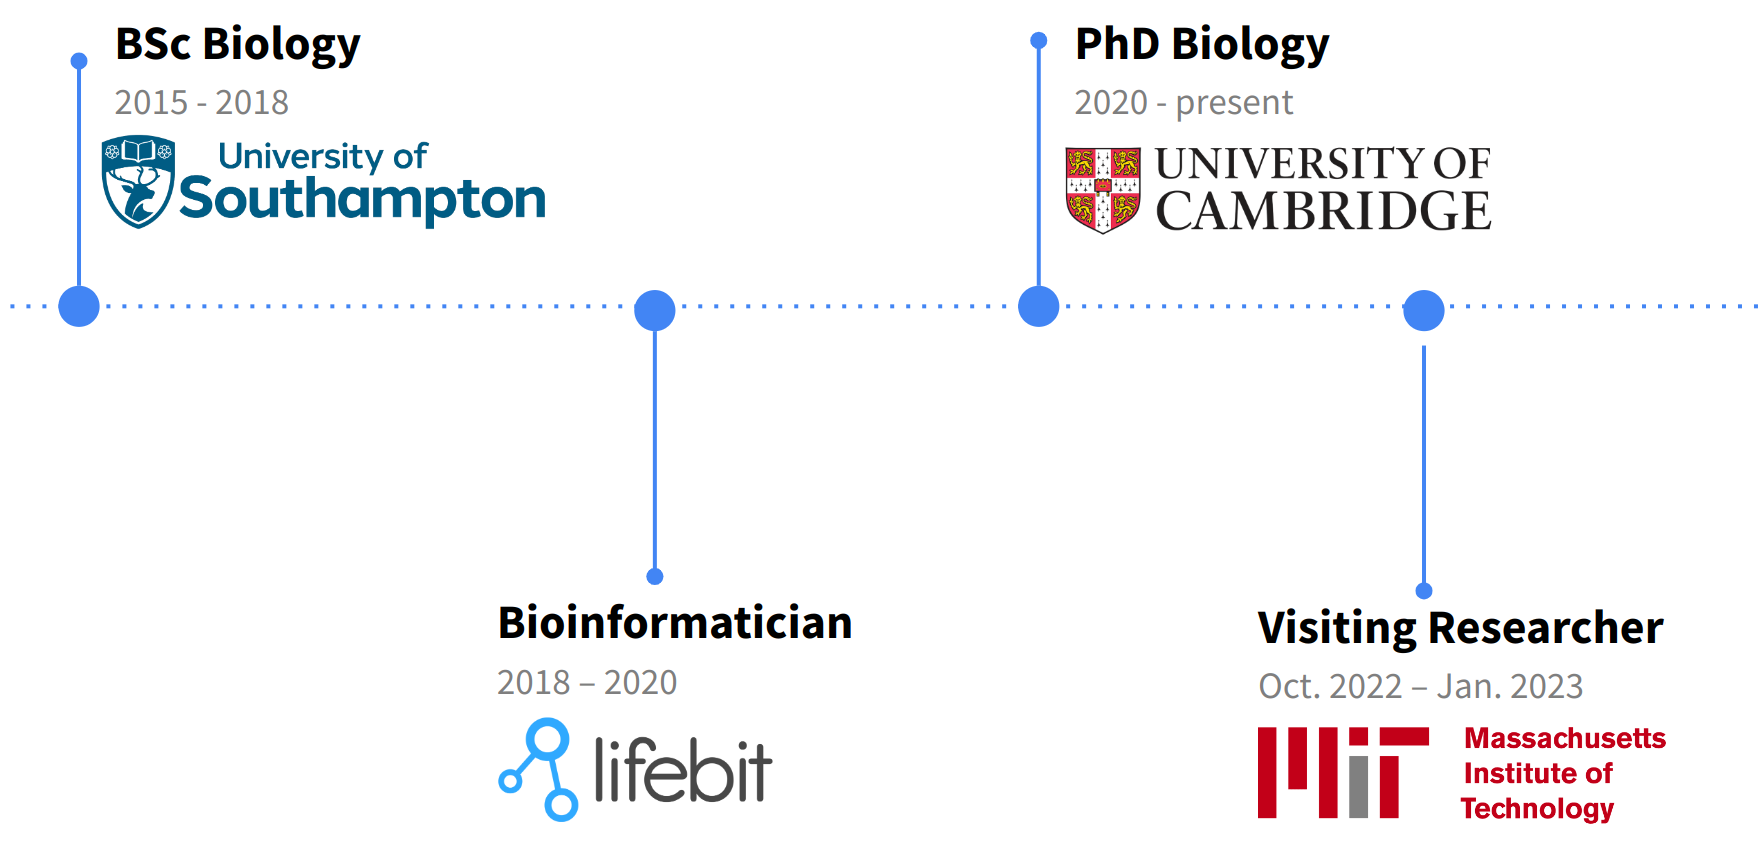 BSc Biology
2015 - 2018
University of
Southampton
PhD Biology
2020 - present
UNIVERSITY OF
CAMBRIDGE
Bioinformatician
2018 – 2020
lifebit
Visiting Researcher
Oct. 2022 – Jan. 2023
MIT
Massachusetts
Institute of
Technology